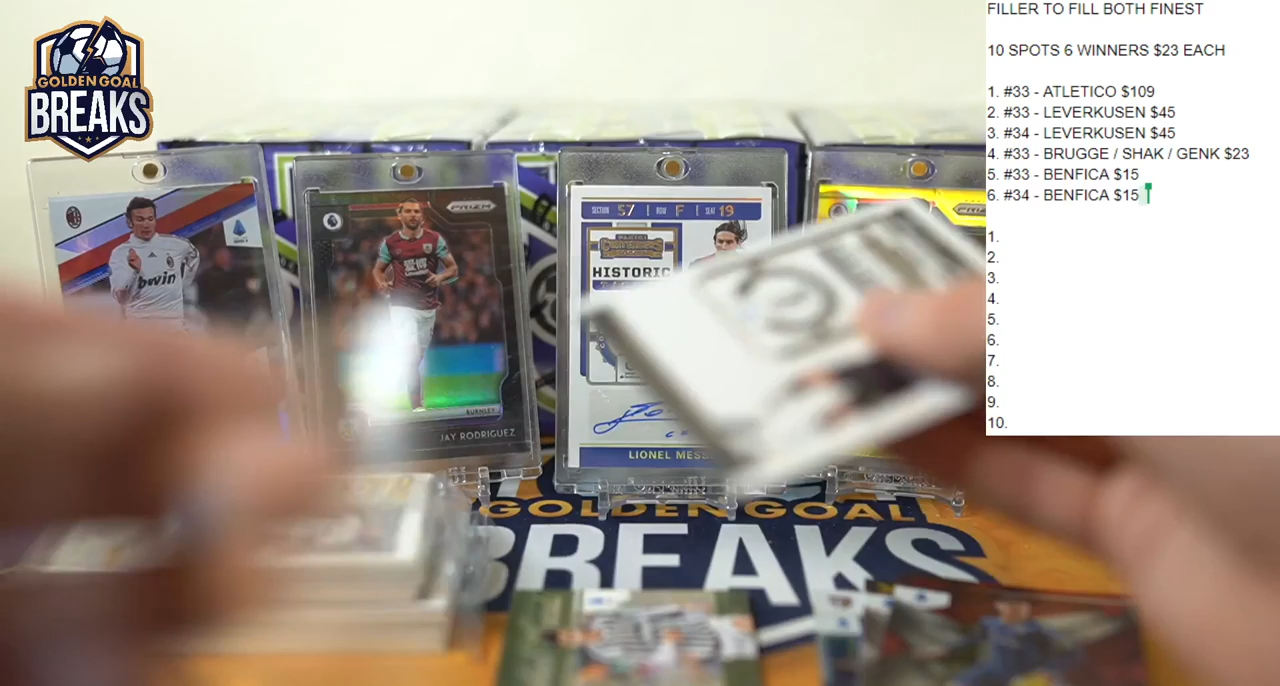 FILLER TO FILL BOTH FINEST
10 SPOTS 6 WINNERS $23 EACH
1. #33 - ATLETICO $109
2. #33 - LEVERKUSEN $45
3. #34 - LEVERKUSEN $45
4. #33 - BRUGGE / SHAK / GENK $23
5. #33 - BENFICA $15
6. #34 - BENFICA $15
1.
2.
3.
4.
5.
6.
7.
8.
9.
10.
GOLDEN GOAL
BREAKS
bwin
PRIZM
BURNLEY
JAY RODRIGUEZ
SECTION 57 ROW F SEAT 19
HISTORIC
LIONEL MESS
GOLDEN GOAL
BREAKS